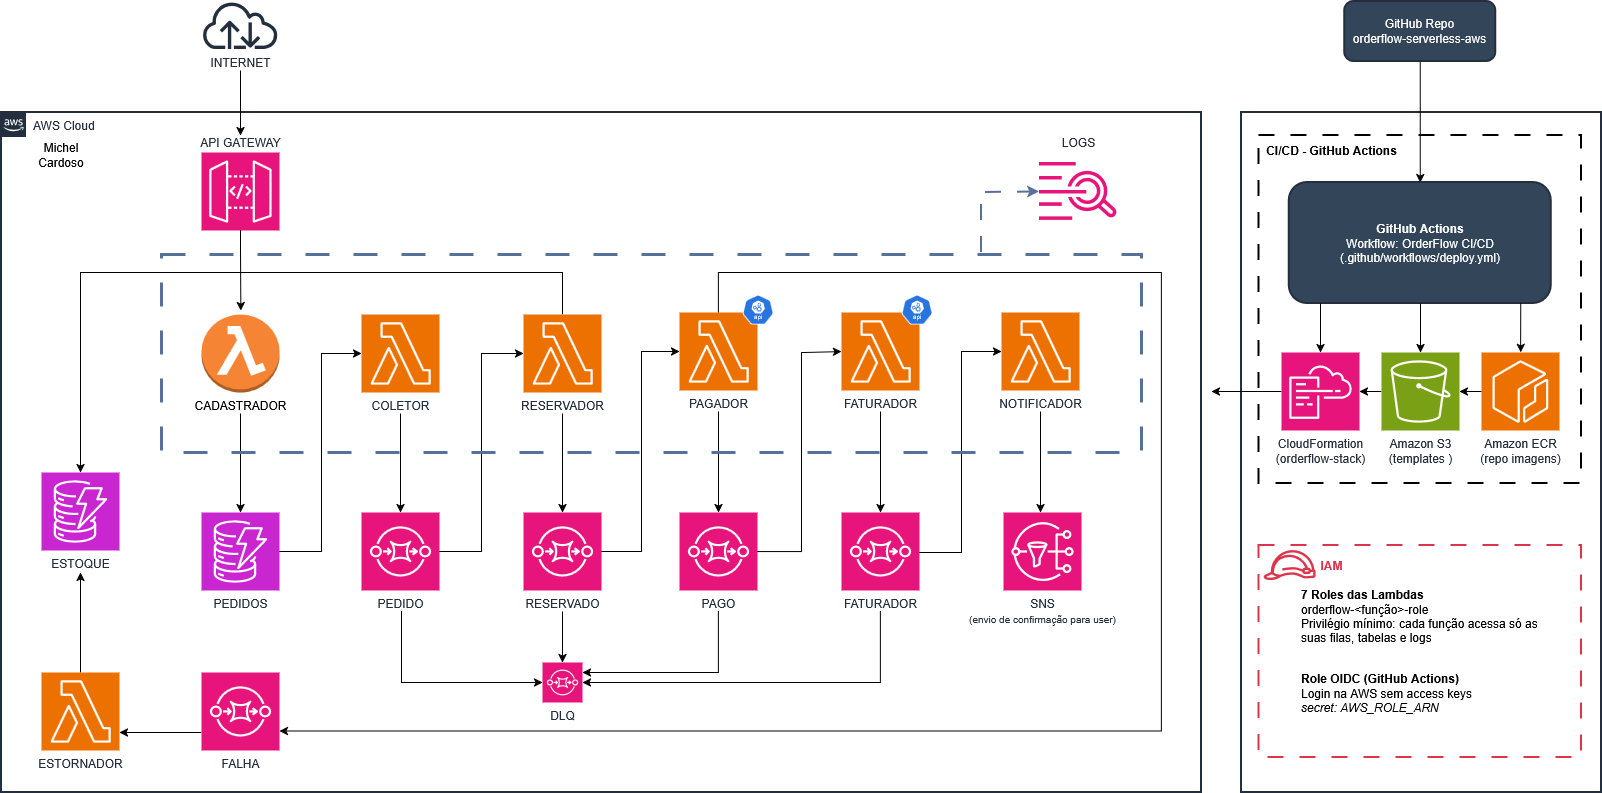 INTERNET
GitHub Repo
orderflow-serverless-aws
aws
AWS Cloud
Michel
Cardoso
API GATEWAY
</>
LOGS
CI/CD - GitHub Actions
GitHub Actions
Workflow: OrderFlow CI/CD
(.github/workflows/deploy.yml)
api
api
CADASTRADOR
COLETOR
RESERVADOR
PAGADOR
FATURADOR
NOTIFICADOR
CloudFormation
(orderflow-stack)
Amazon S3
(templates )
Amazon ECR
(repo imagens)
ESTOQUE
PEDIDOS
PEDIDO
RESERVADO
PAGO
FATURADOR
SNS
(envio de confirmação para user)
DLQ
ESTORNADOR
FALHA
IAM
7 Roles das Lambdas
orderflow-<função>-role
Privilégio mínimo: cada função acessa só as
suas filas, tabelas e logs
Role OIDC (GitHub Actions)
Login na AWS sem access keys
secret: AWS_ROLE_ARN